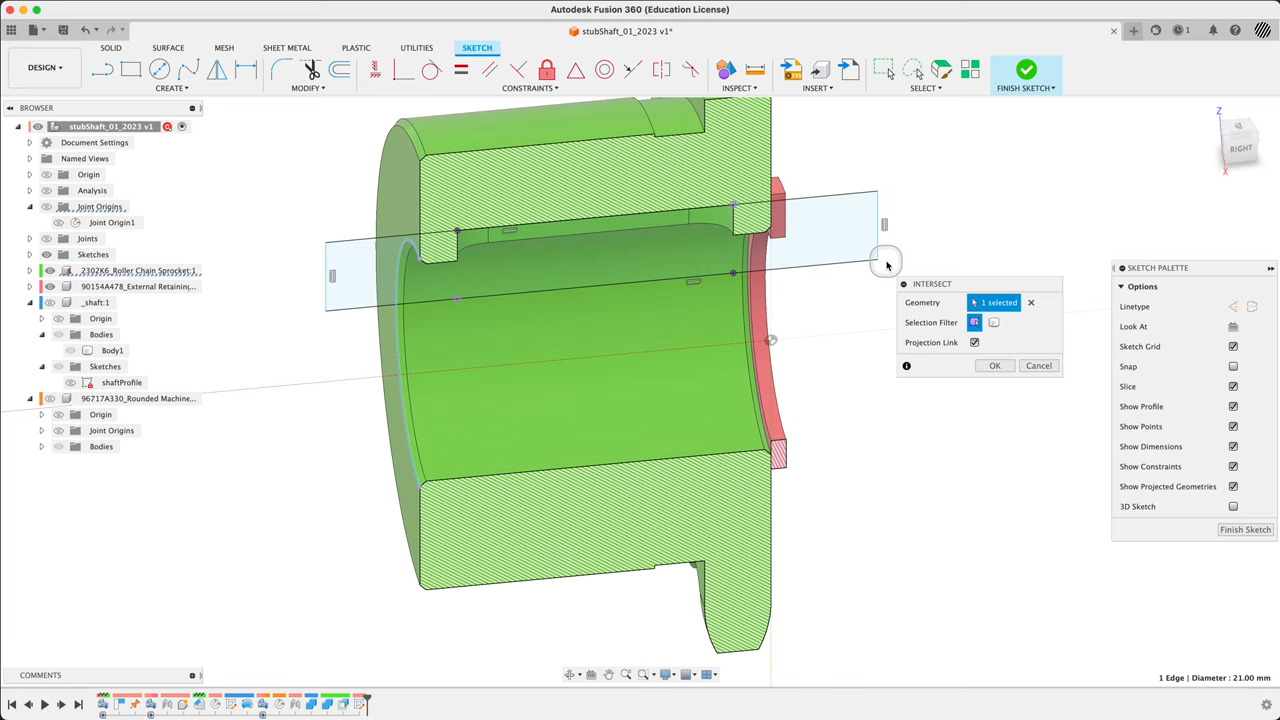 Autodesk Fusion 360 (Education License)
stubShaft_01_2023 v1*
1
SOLID
SURFACE
MESH
SHEET METAL
PLASTIC
UTILITIES
SKETCH
DESIGN
CREATE
MODIFY
CONSTRAINTS
INSPECT
INSERT
SELECT
FINISH SKETCH
BROWSER
stubShaft_01_2023 v1
Document Settings
Named Views
Origin
Analysis
Joint Origins
Joint Origin1
Joints
Sketches
2302K6_Roller Chain Sprocket:1
90154A478_External Retaining...
_shaft:1
Origin
Bodies
Body1
Sketches
shaftProfile
96717A330_Rounded Machine...
Origin
Joint Origins
Bodies
Z
RIGHT
X
INTERSECT
Geometry
1 selected
Selection Filter
Projection Link
OK
Cancel
SKETCH PALETTE
Options
Linetype
Look At
Sketch Grid
Snap
Slice
Show Profile
Show Points
Show Dimensions
Show Constraints
Show Projected Geometries
3D Sketch
Finish Sketch
COMMENTS
1 Edge | Diameter : 21.00 mm